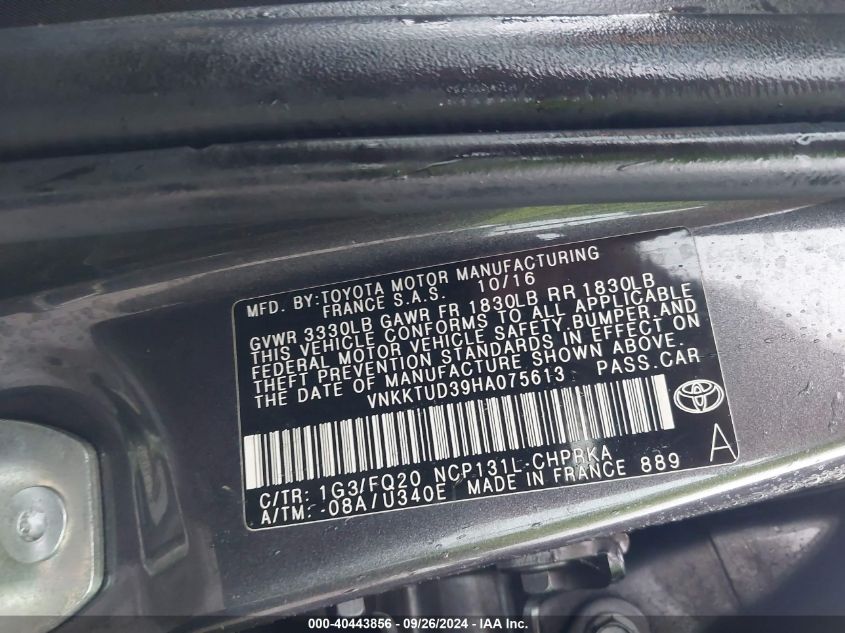 MFD. BY: TOYOTA MOTOR MANUFACTURING
FRANCE S.A.S. 10/16
GVWR 3330LB GAWR FR 1830LB RR 1830LB
THIS VEHICLE CONFORMS TO ALL APPLICABLE
FEDERAL MOTOR VEHICLE SAFETY, BUMPER, AND
THEFT PREVENTION STANDARDS IN EFFECT ON
THE DATE OF MANUFACTURE SHOWN ABOVE.
VNKKTUD39HA075613 PASS.CAR
C/TR: 1G3/FQ20 NCP131L-CHPRKA
A/TM: -08A/U340E MADE IN FRANCE 889
A
000-40443856 - 09/26/2024 - IAA, Inc.